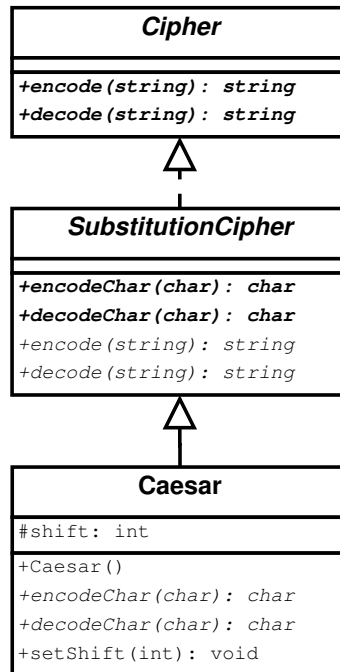 Cipher
+encode(string): string
+decode(string): string
SubstitutionCipher
+encodeChar(char): char
+decodeChar(char): char
+encode(string): string
+decode(string): string
Caesar
#shift: int
+Caesar()
+encodeChar(char): char
+decodeChar(char): char
+setShift(int): void